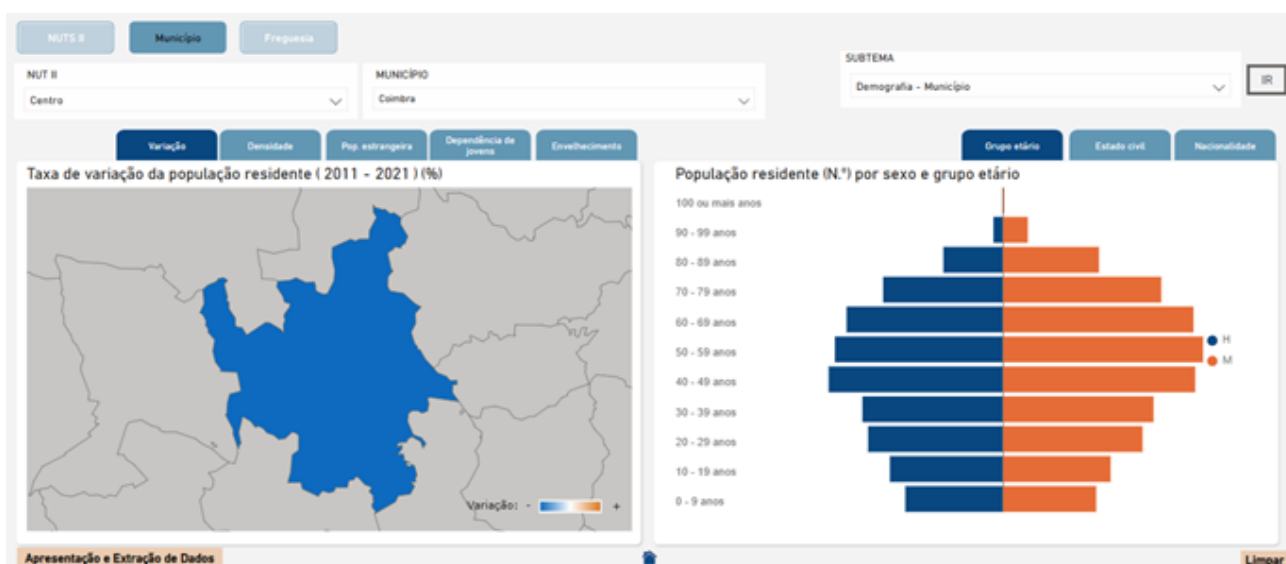 NUTS II
Município
Freguesia
NUT II
Centro
MUNICÍPIO
Coimbra
SUBTEMA
Demografia - Município
IR
Variação
Densidade
Pop. estrangeira
Dependência de
jovens
Envelhecimento
Grupo etário
Estado civil
Nacionalidade
Taxa de variação da população residente ( 2011 - 2021 ) (%)
Variação: - +
População residente (N.º) por sexo e grupo etário
100 ou mais anos
90 - 99 anos
80 - 89 anos
70 - 79 anos
60 - 69 anos
50 - 59 anos
40 - 49 anos
30 - 39 anos
20 - 29 anos
10 - 19 anos
0 - 9 anos
H
M
Apresentação e Extração de Dados
Limpar